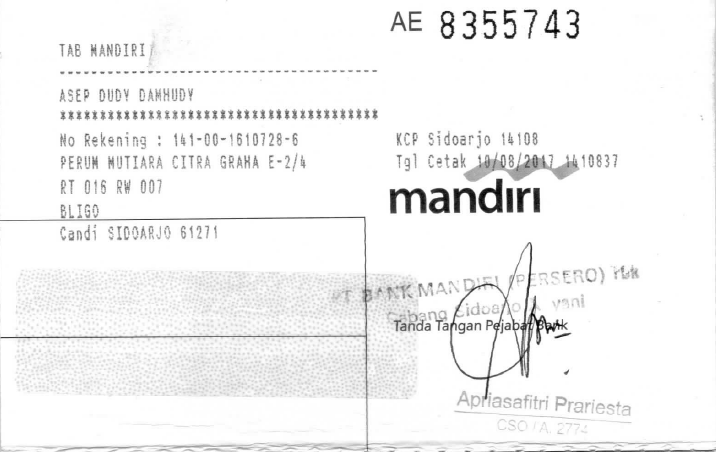 AE 8355743
TAB MANDIRI
ASEP DUDY DAMHUDY
***************************************
No Rekening : 141-00-1610728-6
PERUM MUTIARA CITRA GRAHA E-2/4
RT 016 RW 007
BLIGO
Candi SIDOARJO 61271
KCP Sidoarjo 14108
Tgl Cetak 10/08/2017 1410837
mandırı
PT BANK MANDIRI (PERSERO) Tbk
Cabang Sidoarjo A. Yani
Tanda Tangan Pejabat Bank
Apriasafitri Prariesta
CSO / A. 2774